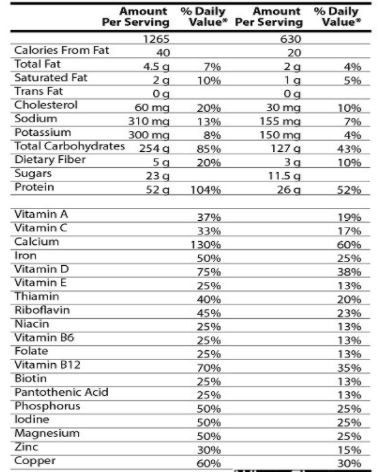 Amount % Daily Amount % Daily
Per Serving Value* Per Serving Value*
1265 630
Calories From Fat 40 20
Total Fat 4.5 g 7% 2 g 4%
Saturated Fat 2 g 10% 1 g 5%
Trans Fat 0 g 0 g
Cholesterol 60 mg 20% 30 mg 10%
Sodium 310 mg 13% 155 mg 7%
Potassium 300 mg 8% 150 mg 4%
Total Carbohydrates 254 g 85% 127 g 43%
Dietary Fiber 5 g 20% 3 g 10%
Sugars 23 g 11.5 g
Protein 52 g 104% 26 g 52%
Vitamin A 37% 19%
Vitamin C 33% 17%
Calcium 130% 60%
Iron 50% 25%
Vitamin D 75% 38%
Vitamin E 25% 13%
Thiamin 40% 20%
Riboflavin 45% 23%
Niacin 25% 13%
Vitamin B6 25% 13%
Folate 25% 13%
Vitamin B12 70% 35%
Biotin 25% 13%
Pantothenic Acid 25% 13%
Phosphorus 50% 25%
Iodine 50% 25%
Magnesium 50% 25%
Zinc 30% 15%
Copper 60% 30%